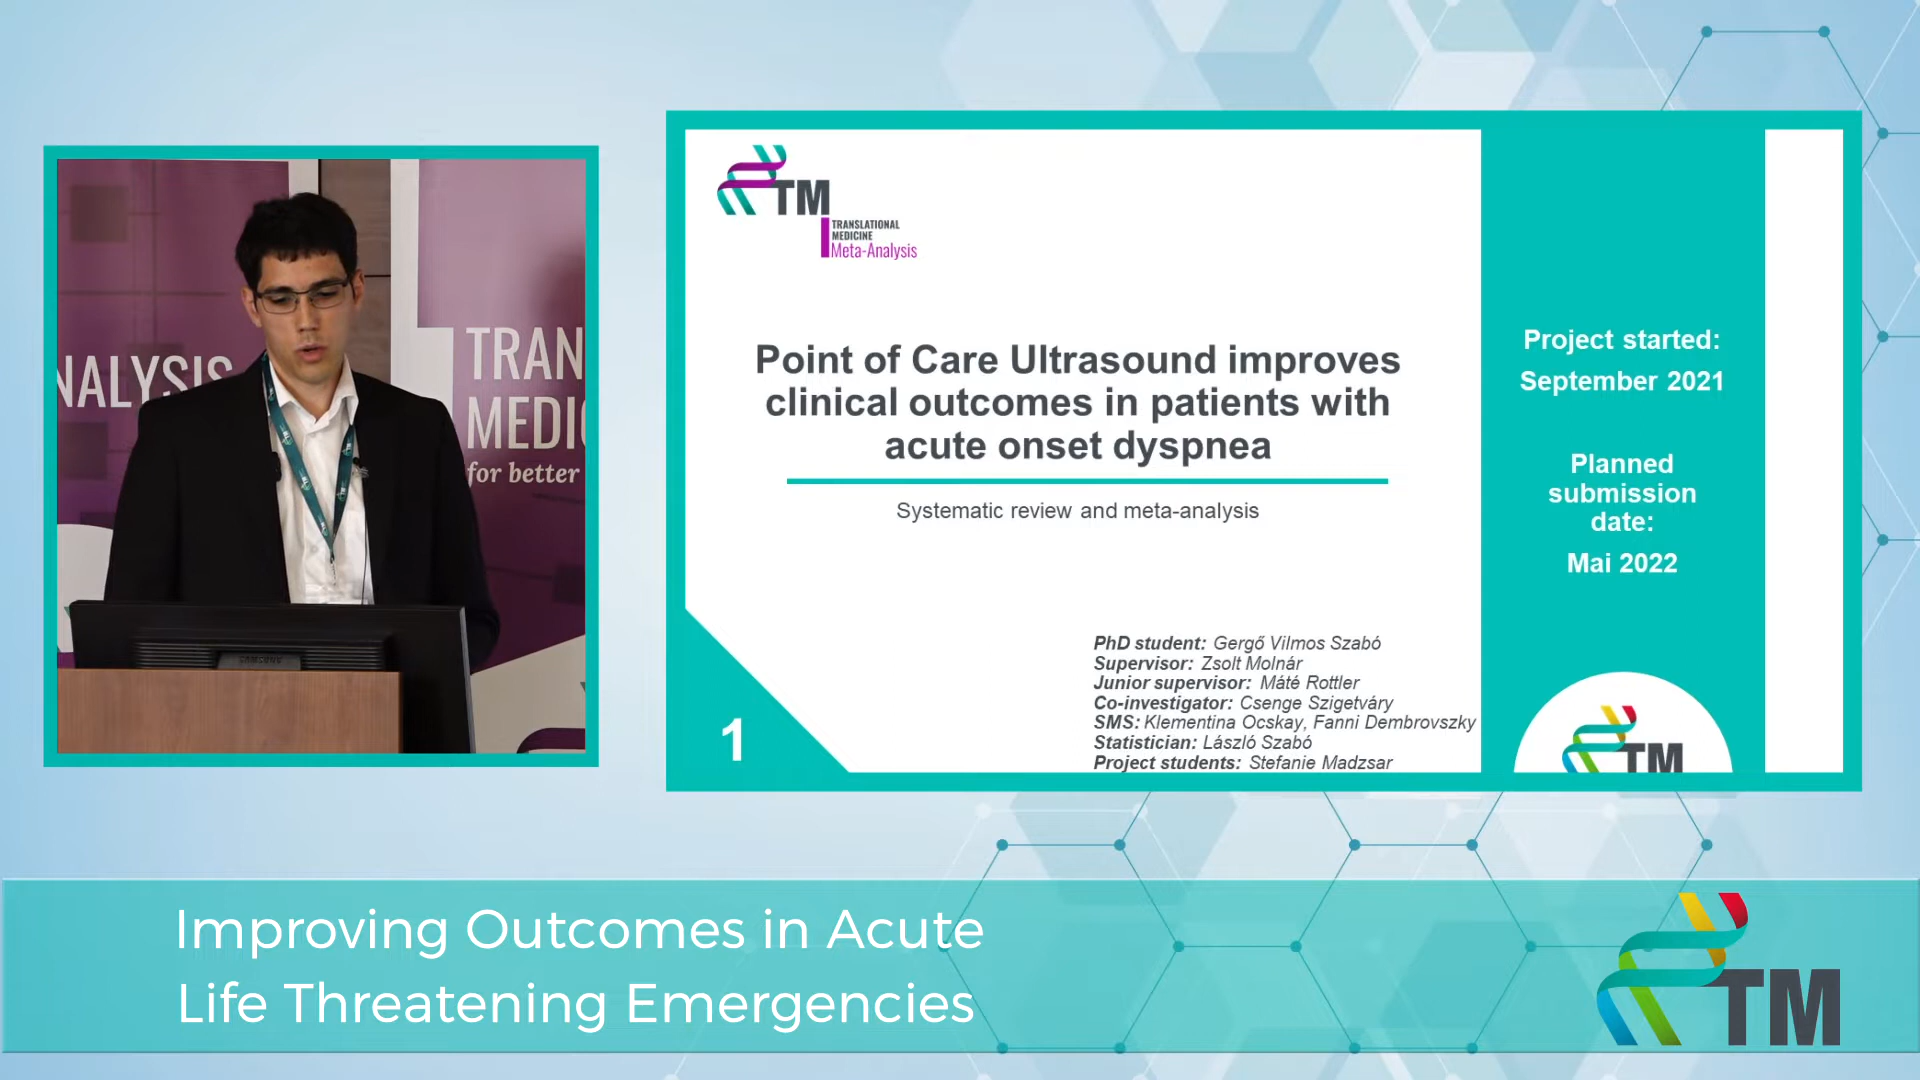 NALYSIS
TRAN
MEDI
for better
SAMSUNG
TM
TRANSLATIONAL
MEDICINE
Meta-Analysis
Point of Care Ultrasound improves
clinical outcomes in patients with
acute onset dyspnea
Systematic review and meta-analysis
PhD student: Gergő Vilmos Szabó
Supervisor: Zsolt Molnár
Junior supervisor: Máté Rottler
Co-investigator: Csenge Szigetváry
SMS: Klementina Ocskay, Fanni Dembrovszky
Statistician: László Szabó
Project students: Stefanie Madzsar
1
Project started:
September 2021
Planned
submission
date:
Mai 2022
TM
Improving Outcomes in Acute
Life Threatening Emergencies
TM